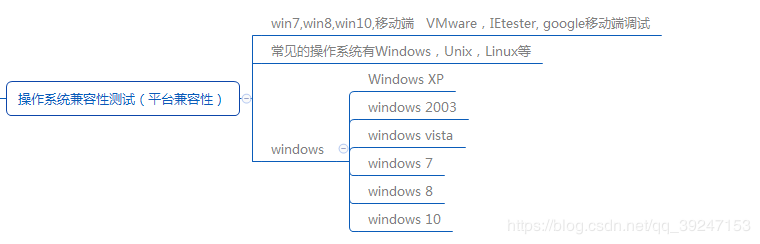 win7,win8,win10,移动端 VMware，IEtester, google移动端调试
常见的操作系统有Windows，Unix，Linux等
操作系统兼容性测试（平台兼容性）
windows
Windows XP
windows 2003
windows vista
windows 7
windows 8
windows 10
https://blog.csdn.net/qq_39247153